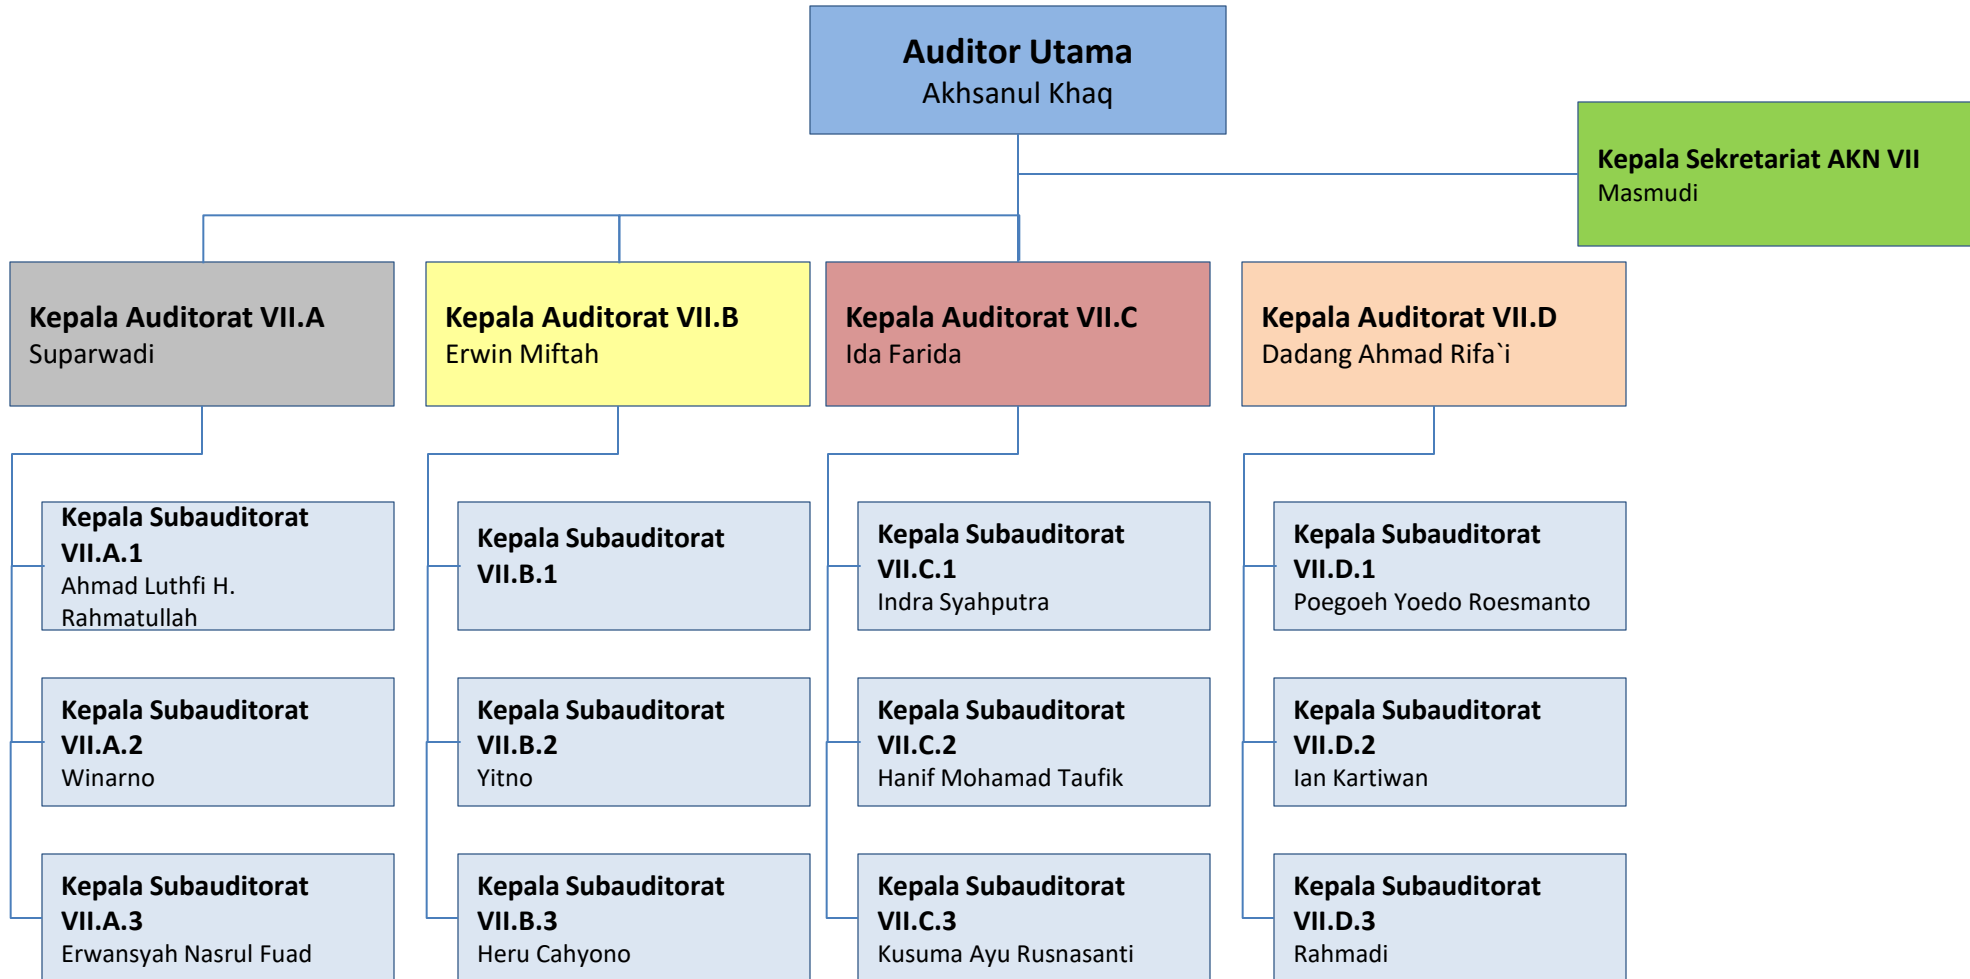 Auditor Utama
Akhsanul Khaq
Kepala Sekretariat AKN VII
Masmudi
Kepala Auditorat VII.A
Suparwadi
Kepala Auditorat VII.B
Erwin Miftah
Kepala Auditorat VII.C
Ida Farida
Kepala Auditorat VII.D
Dadang Ahmad Rifa`i
Kepala Subauditorat
VII.A.1
Ahmad Luthfi H.
Rahmatullah
Kepala Subauditorat
VII.B.1
Kepala Subauditorat
VII.C.1
Indra Syahputra
Kepala Subauditorat
VII.D.1
Poegoeh Yoedo Roesmanto
Kepala Subauditorat
VII.A.2
Winarno
Kepala Subauditorat
VII.B.2
Yitno
Kepala Subauditorat
VII.C.2
Hanif Mohamad Taufik
Kepala Subauditorat
VII.D.2
Ian Kartiwan
Kepala Subauditorat
VII.A.3
Erwansyah Nasrul Fuad
Kepala Subauditorat
VII.B.3
Heru Cahyono
Kepala Subauditorat
VII.C.3
Kusuma Ayu Rusnasanti
Kepala Subauditorat
VII.D.3
Rahmadi